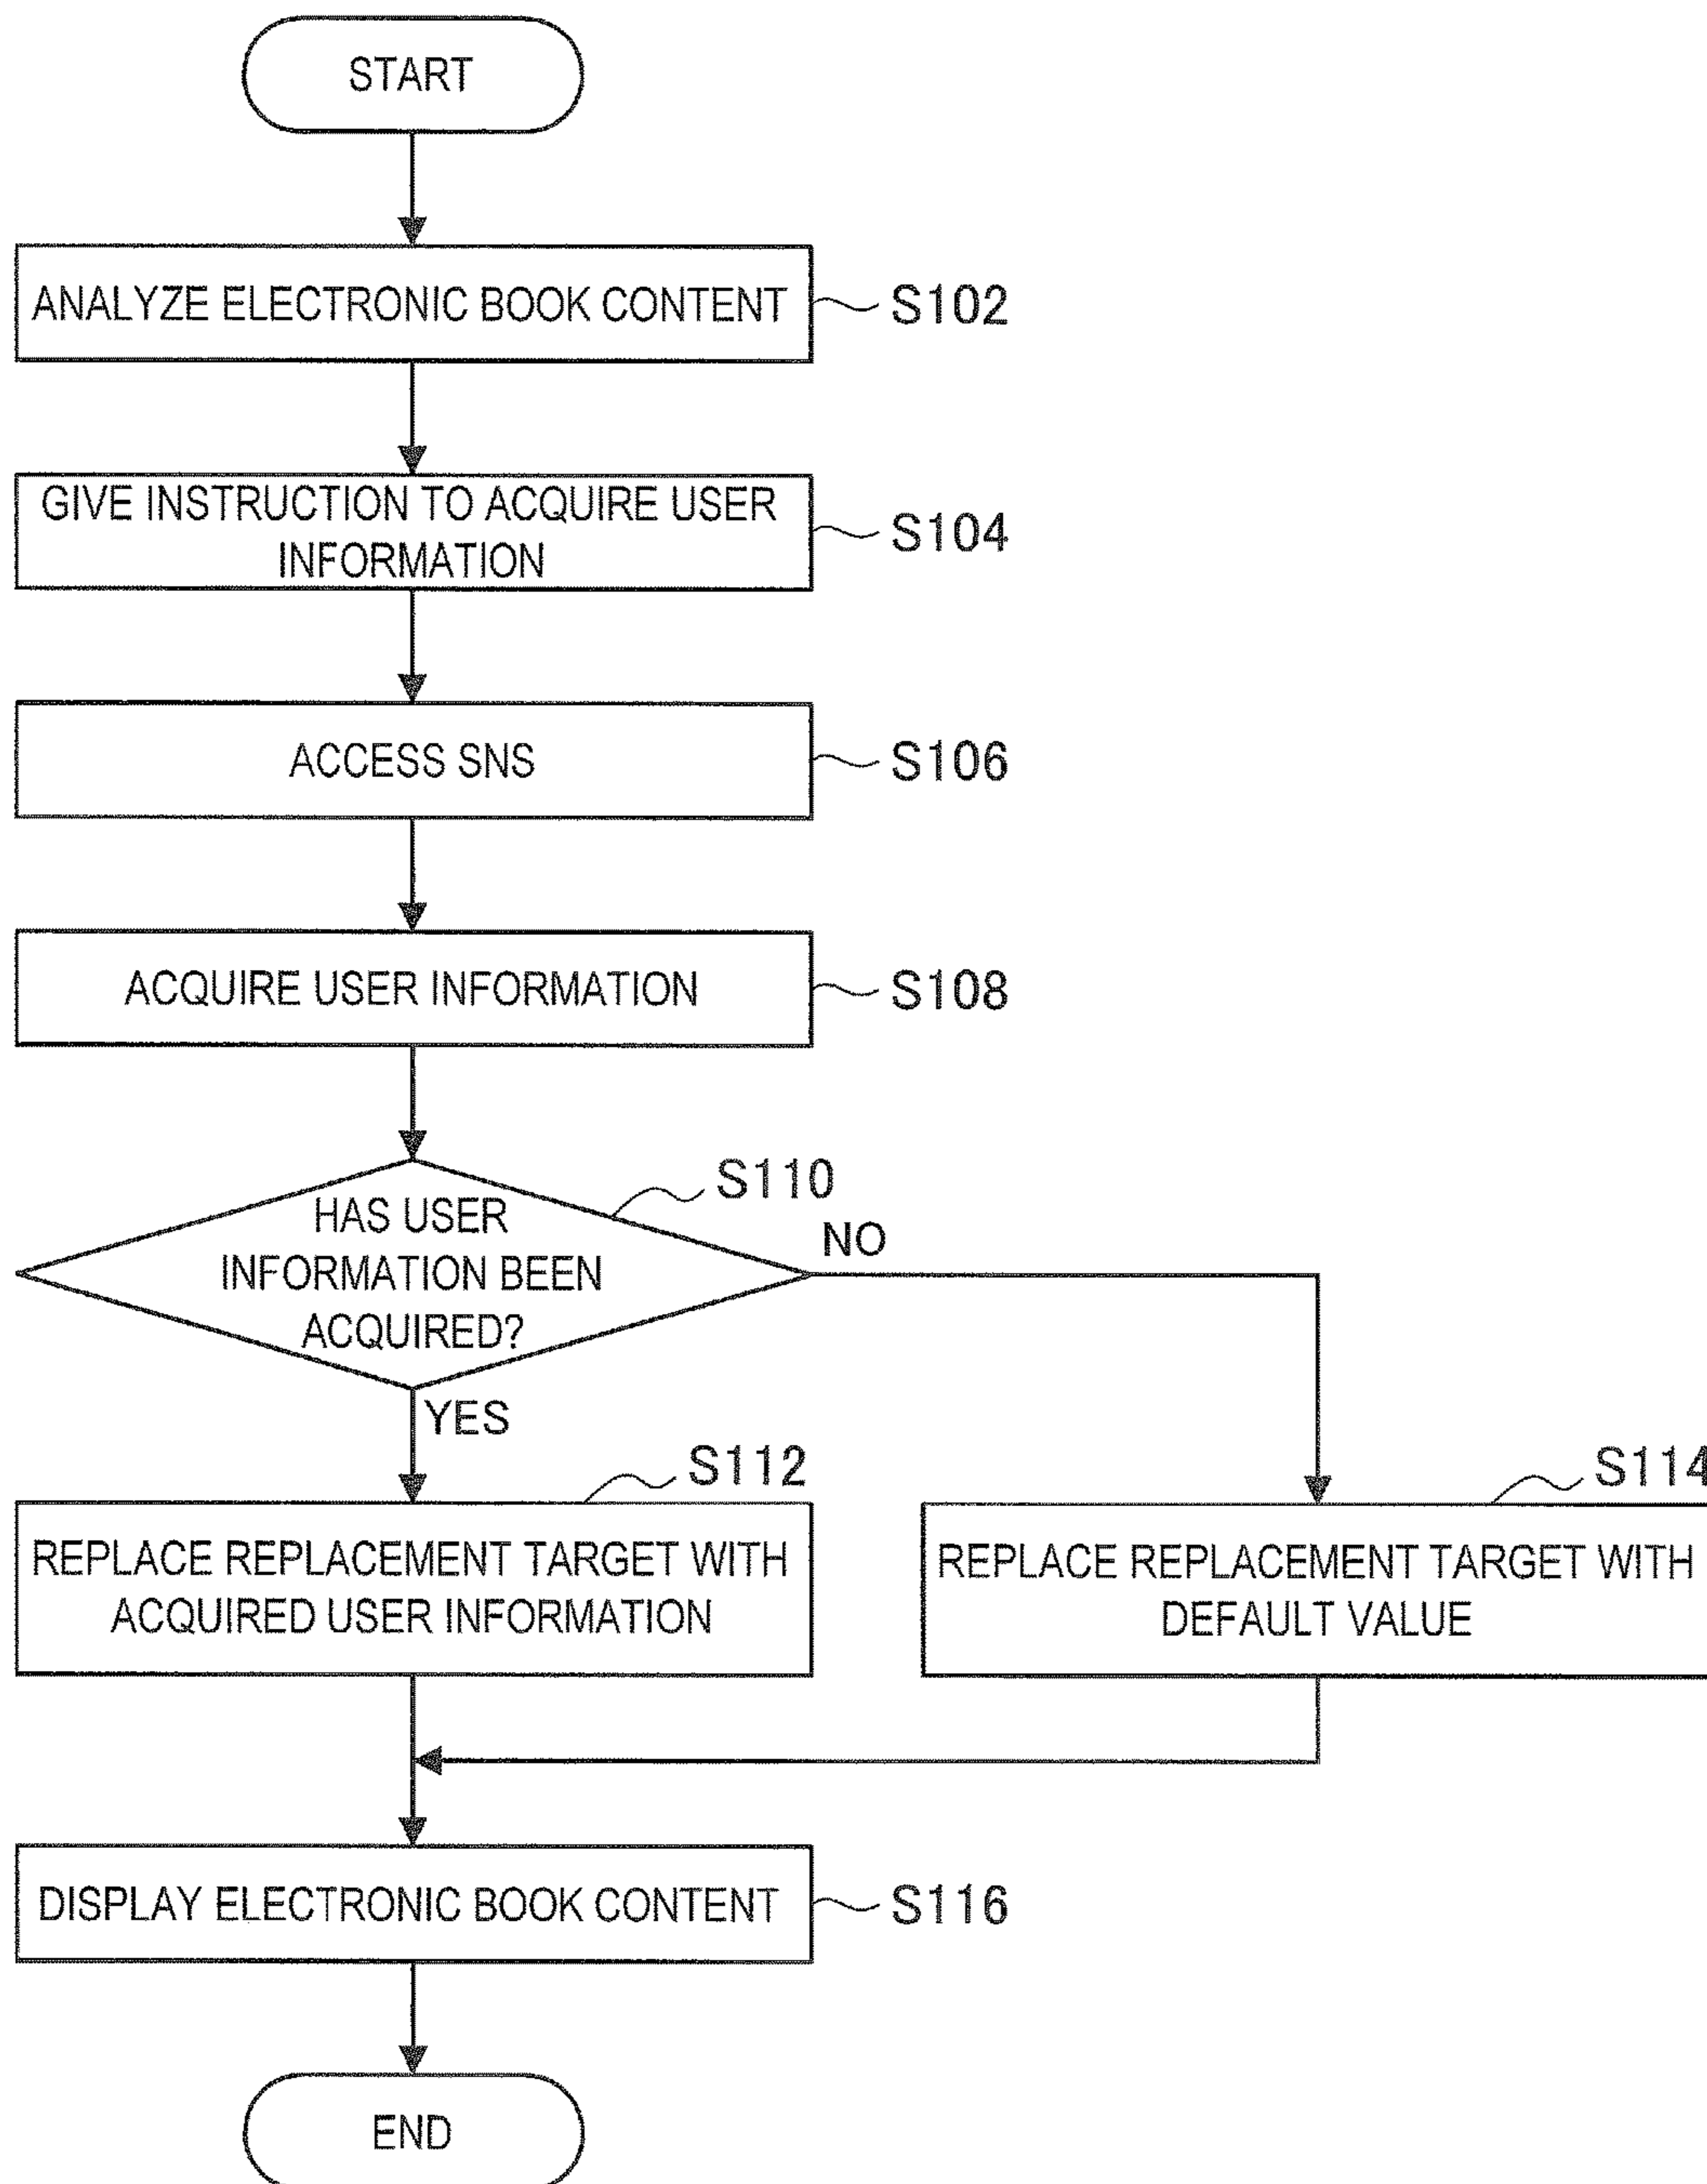 START
ANALYZE ELECTRONIC BOOK CONTENT
S102
GIVE INSTRUCTION TO ACQUIRE USER
INFORMATION
S104
ACCESS SNS
S106
ACQUIRE USER INFORMATION
S108
S110
HAS USER
INFORMATION BEEN
ACQUIRED?
NO
YES
S112
REPLACE REPLACEMENT TARGET WITH
ACQUIRED USER INFORMATION
S114
REPLACE REPLACEMENT TARGET WITH
DEFAULT VALUE
DISPLAY ELECTRONIC BOOK CONTENT
S116
END